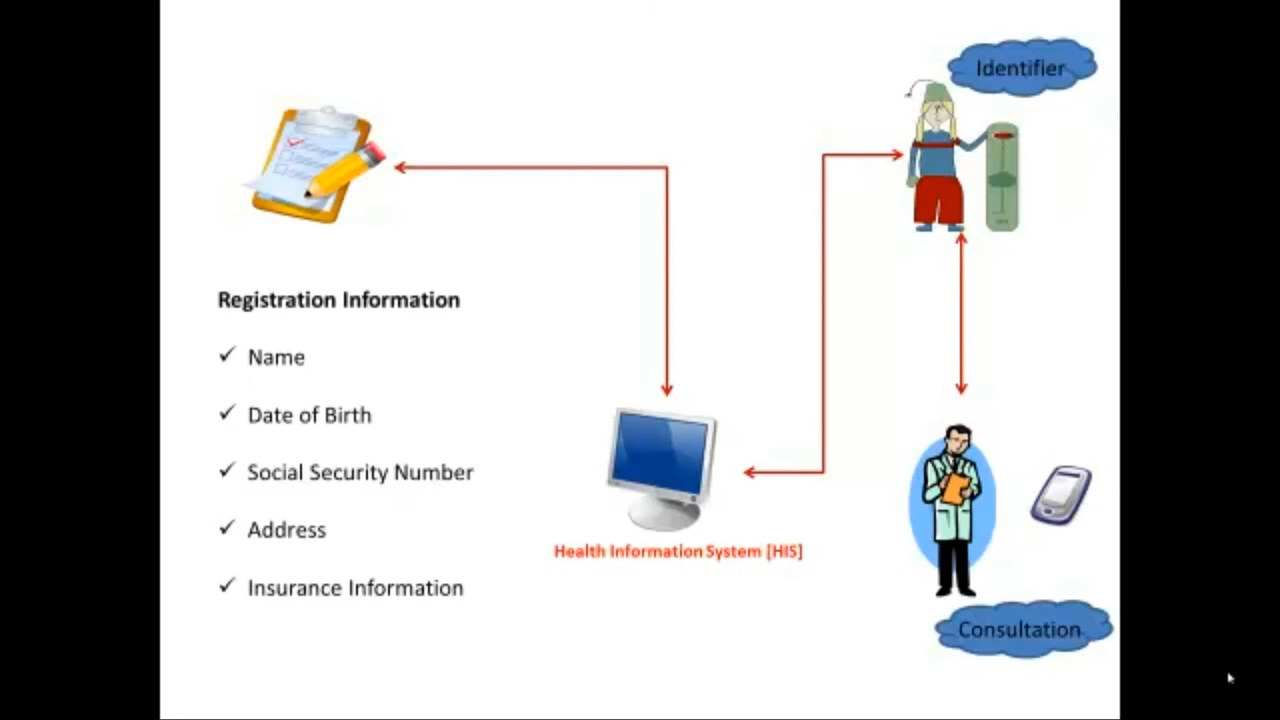 Identifier
Registration Information
✓ Name
✓ Date of Birth
✓ Social Security Number
✓ Address
✓ Insurance Information
Health Information System [HIS]
Consultation